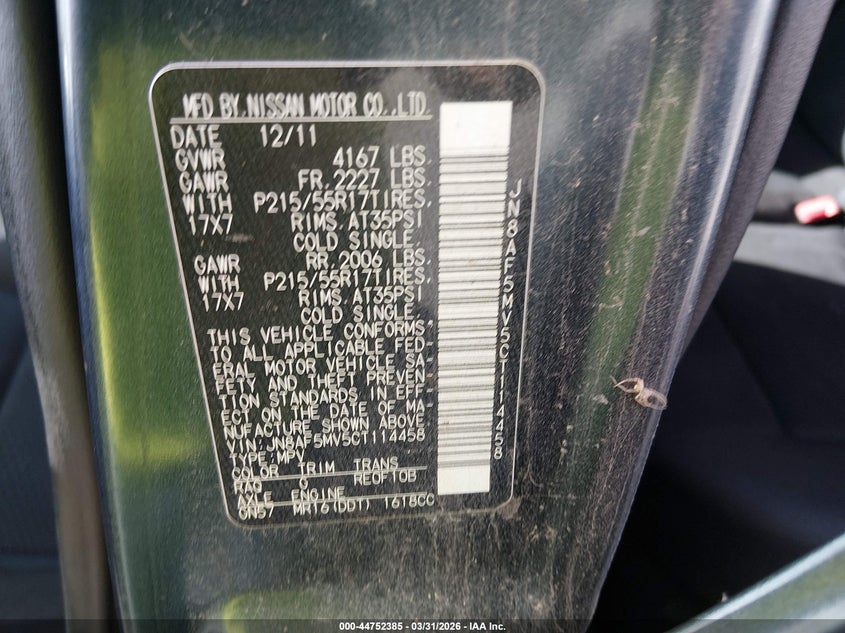 MFD BY.NISSAN MOTOR CO.,LTD.
DATE 12/11
GVWR 4167 LBS.
GAWR FR.2227 LBS.
WITH P215/55R17TIRES,
17X7 RIMS.AT35PSI
COLD SINGLE.
GAWR RR.2006 LBS.
WITH P215/55R17TIRES,
17X7 RIMS.AT35PSI
COLD SINGLE.
THIS VEHICLE CONFORMS
TO ALL APPLICABLE FED-
ERAL MOTOR VEHICLE SA-
FETY AND THEFT PREVEN-
TION STANDARDS IN EFF-
ECT ON THE DATE OF MA-
NUFACTURE SHOWN ABOVE
VIN:JN8AF5MV5CT114458
TYPE:MPV
COLOR TRIM TRANS
RAQ G RE0F10B
AXLE ENGINE
GN57 MR16(DDT) 1618CC
JN8AF5MV5CT114458
000-44752385 - 03/31/2026 - IAA Inc.